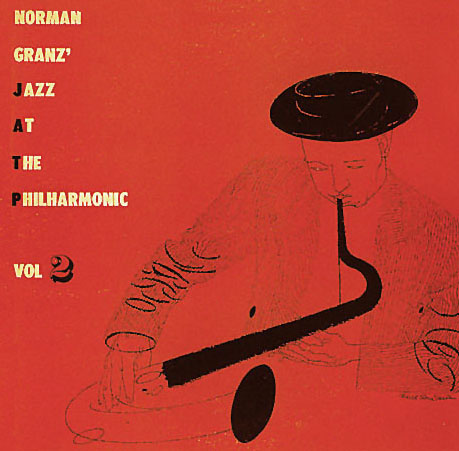 NORMAN
GRANZ'
JAZZ
AT
THE
PHILHARMONIC
VOL 2